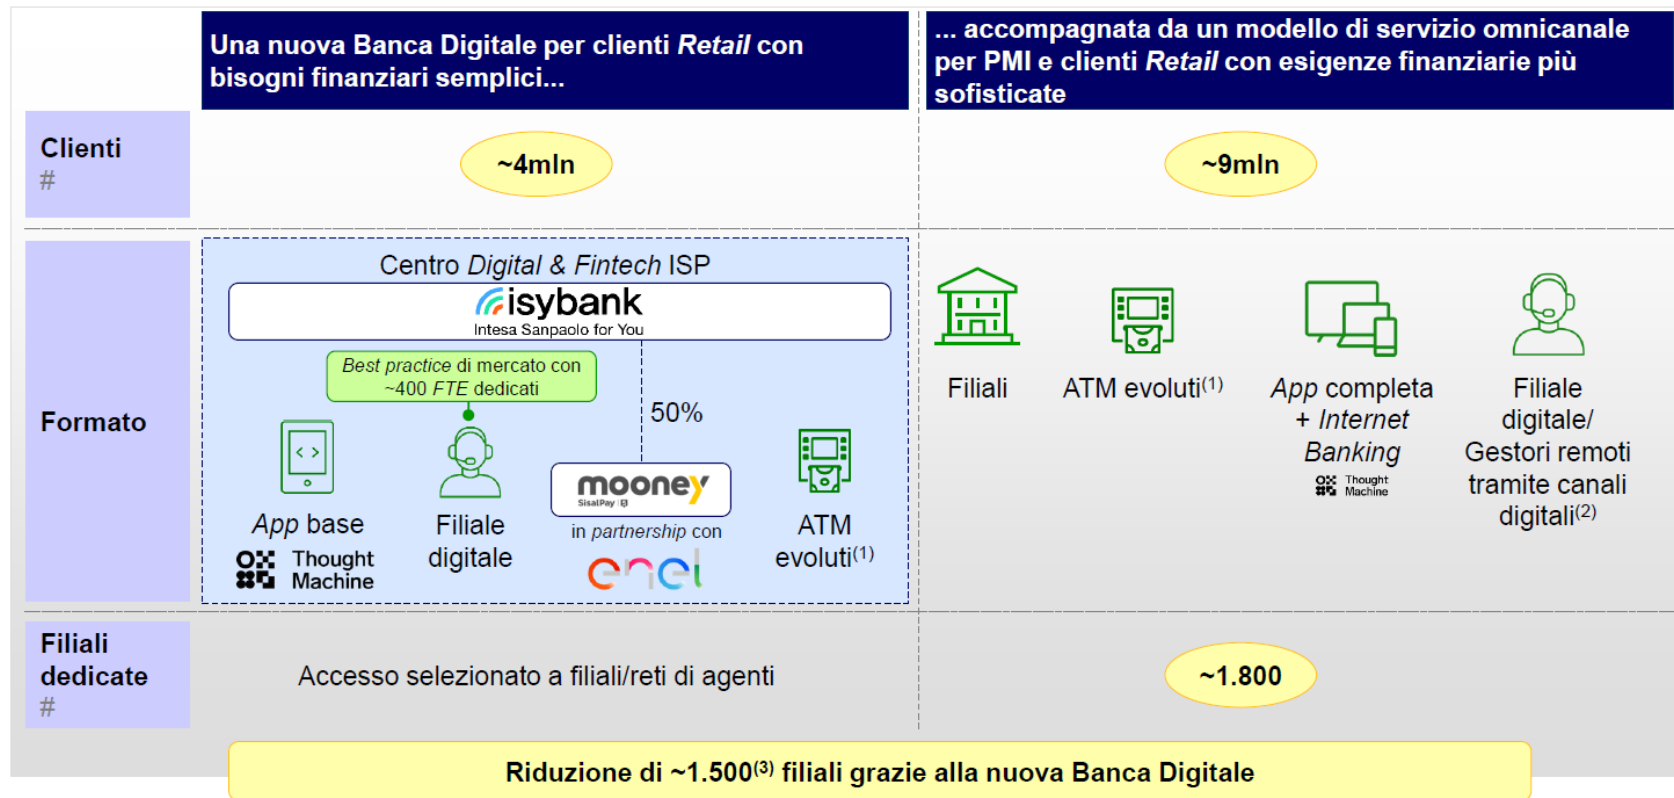 Una nuova Banca Digitale per clienti Retail con
bisogni finanziari semplici...
... accompagnata da un modello di servizio omnicanale
per PMI e clienti Retail con esigenze finanziarie più
sofisticate
Clienti
#
~4mln
~9mln
Formato
Centro Digital & Fintech ISP
isybank
Intesa Sanpaolo for You
Best practice di mercato con
~400 FTE dedicati
50%
App base
Thought
Machine
Filiale
digitale
mooney
SisalPay | 5
in partnership con
enel
ATM
evoluti(1)
Filiali
ATM evoluti(1)
App completa
+ Internet
Banking
Thought
Machine
Filiale
digitale/
Gestori remoti
tramite canali
digitali(2)
Filiali
dedicate
#
Accesso selezionato a filiali/reti di agenti
~1.800
Riduzione di ~1.500(3) filiali grazie alla nuova Banca Digitale